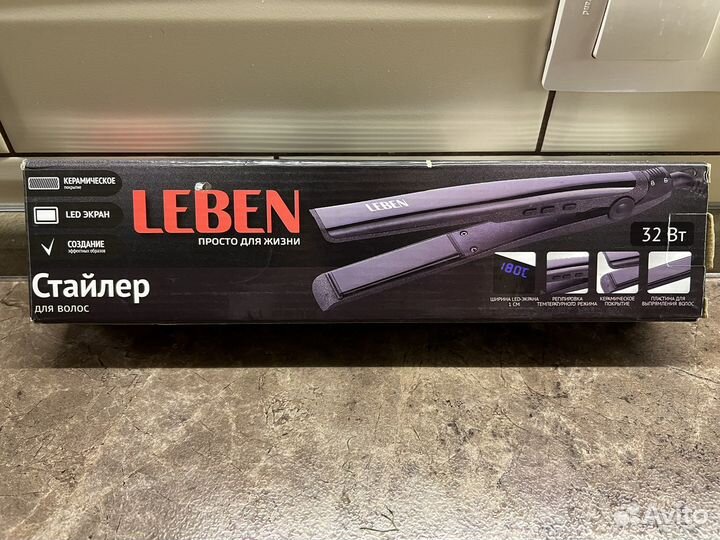 КЕРАМИЧЕСКОЕ
покрытие
LED ЭКРАН
СОЗДАНИЕ
эффектных образов
LEBEN
ПРОСТО ДЛЯ ЖИЗНИ
Стайлер
ДЛЯ ВОЛОС
LEBEN
32 Вт
180C
ШИРИНА LED-ЭКРАНА
1 СМ
РЕГУЛИРОВКА
ТЕМПЕРАТУРНОГО РЕЖИМА
КЕРАМИЧЕСКОЕ
ПОКРЫТИЕ
ПЛАСТИНА ДЛЯ
ВЫПРЯМЛЕНИЯ ВОЛОС
Avito